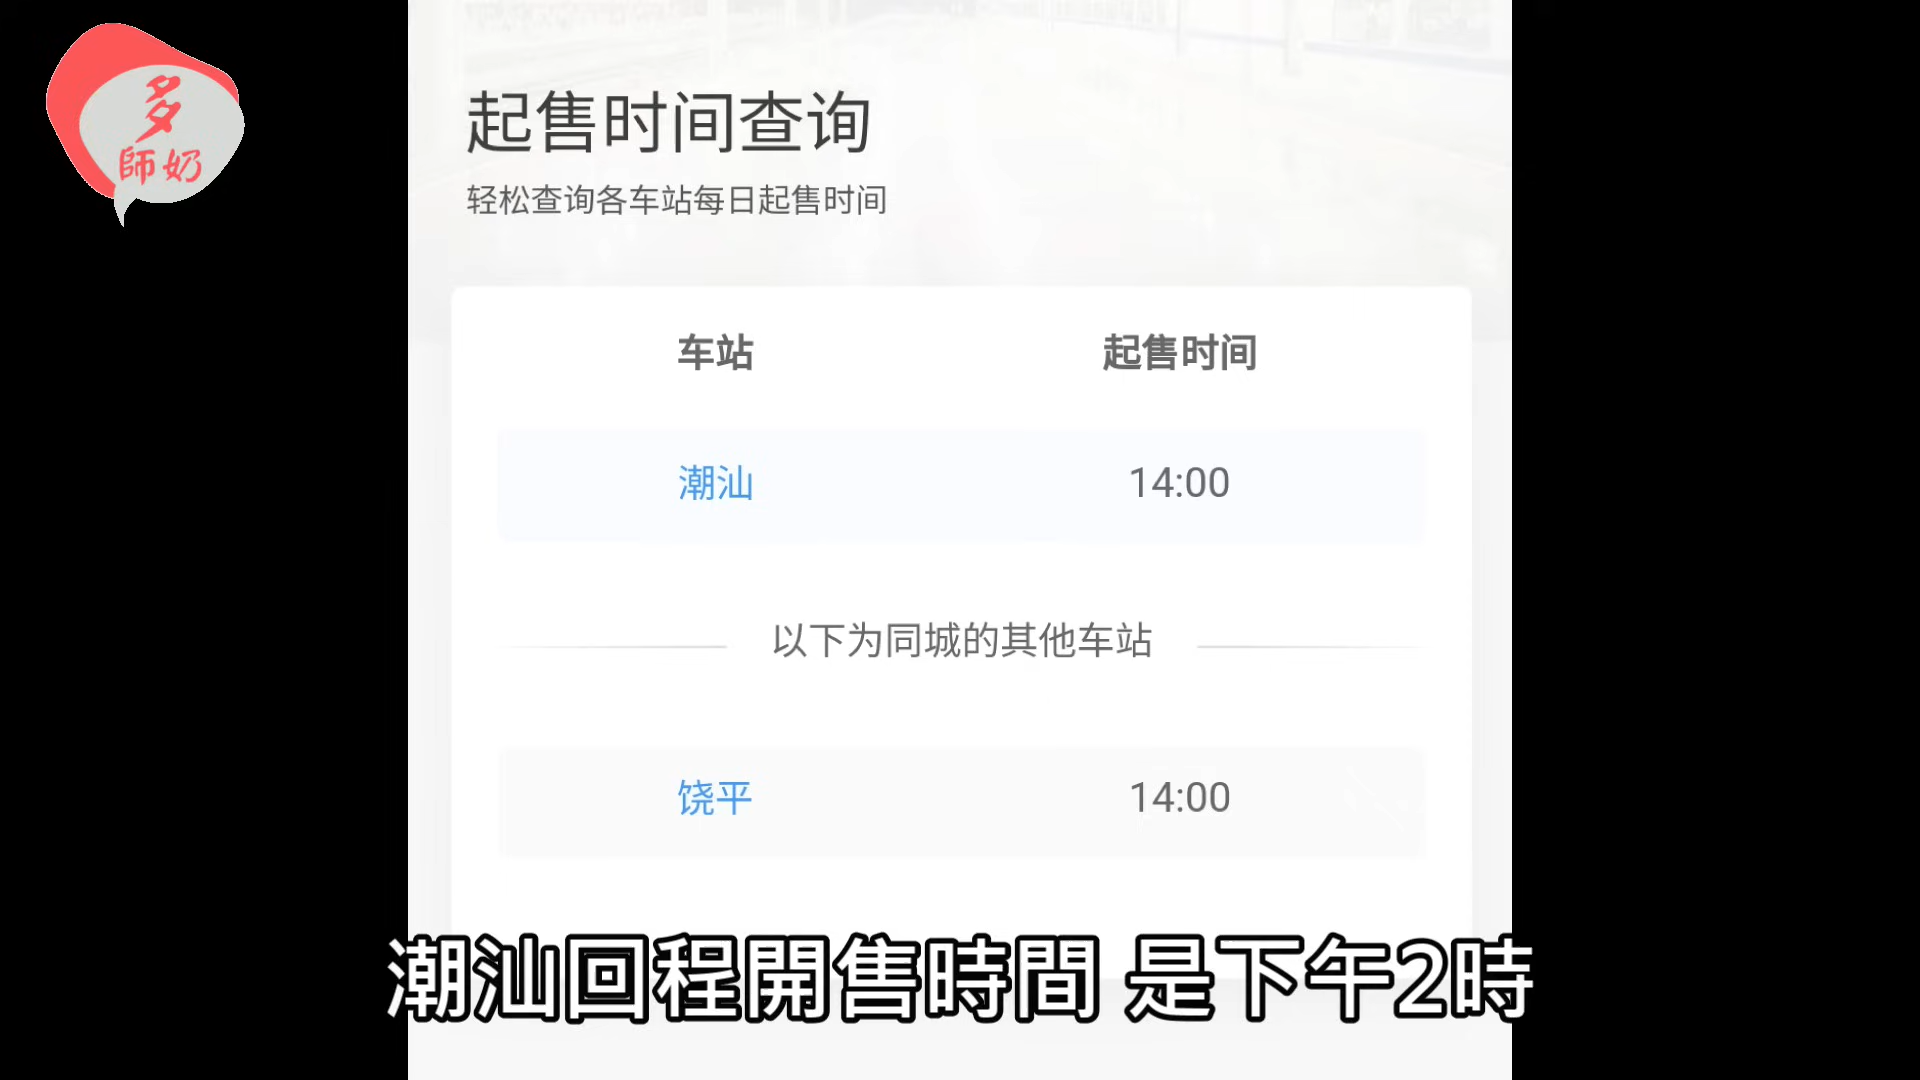 多
師奶
起售时间查询
轻松查询各车站每日起售时间
车站 起售时间
潮汕 14:00
以下为同城的其他车站
饶平 14:00
潮汕回程開售時間 是下午2時